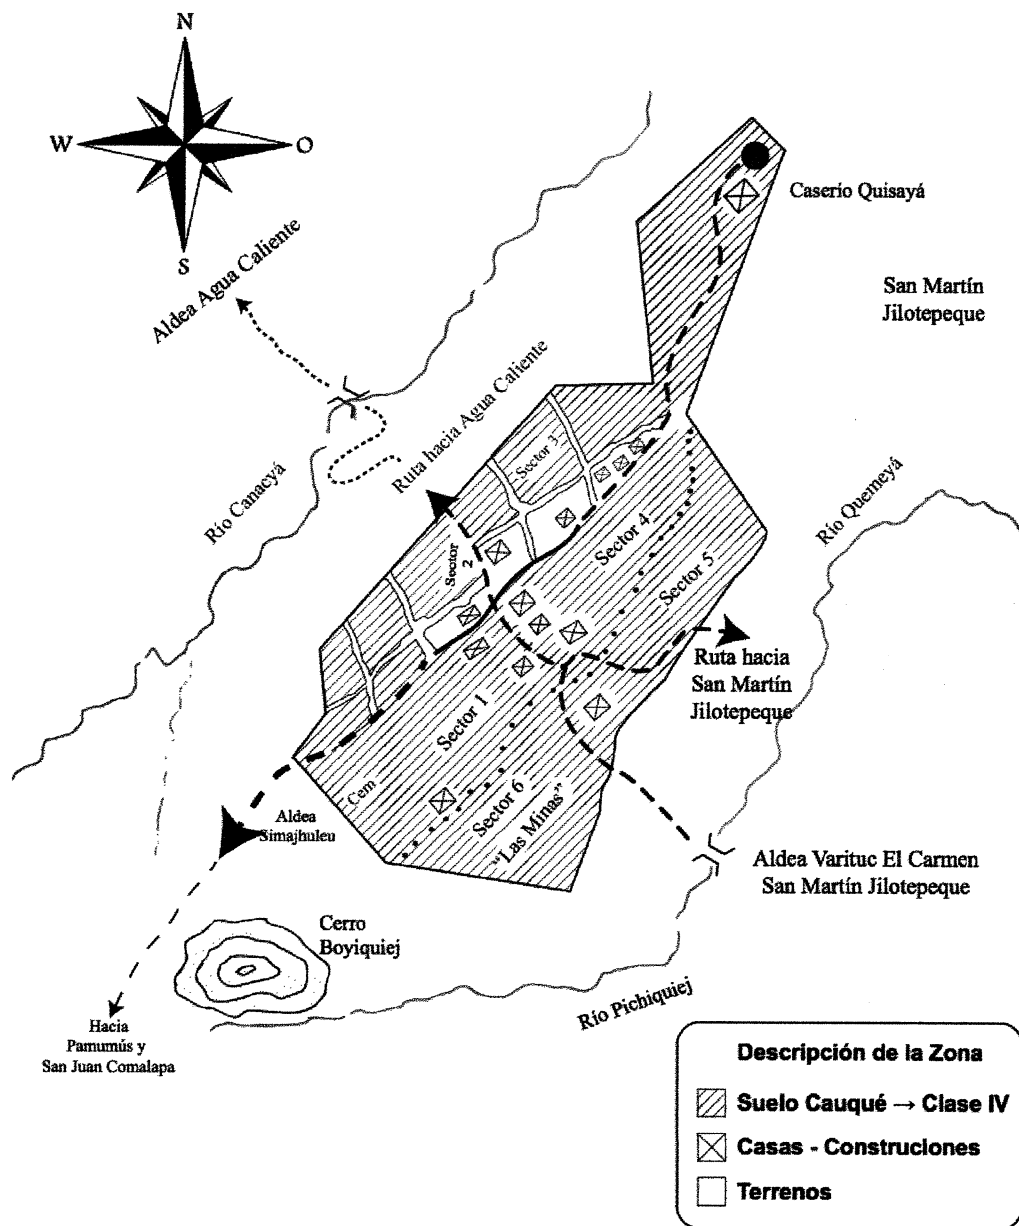 N
W
O
S
Aldea Agua Caliente
Caserío Quisayá
San Martín
Jilotepeque
Ruta hacia Agua Caliente
Río Canacyá
Sector 3
Sector 4
Río Quemeyá
Sector
2
Sector 5
Ruta hacia
San Martín
Jilotepeque
Sector 1
Cem
Sector 6
"Las Minas"
Aldea
Simajhuleu
Aldea Varituc El Carmen
San Martín Jilotepeque
Cerro
Boyiquiej
Río Pichiquiej
Hacia
Pamumús y
San Juan Comalapa
Descripción de la Zona
Suelo Cauqué → Clase IV
Casas - Construciones
Terrenos